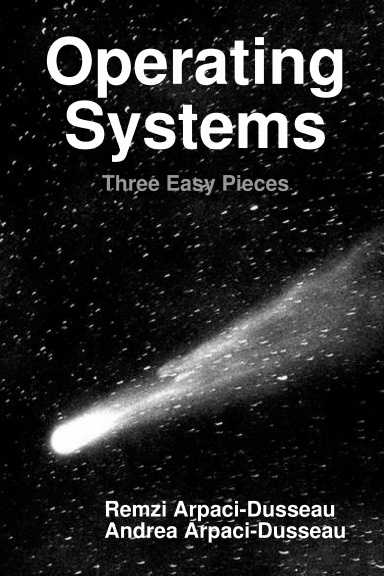 Operating
Systems
Three Easy Pieces
Remzi Arpaci-Dusseau
Andrea Arpaci-Dusseau